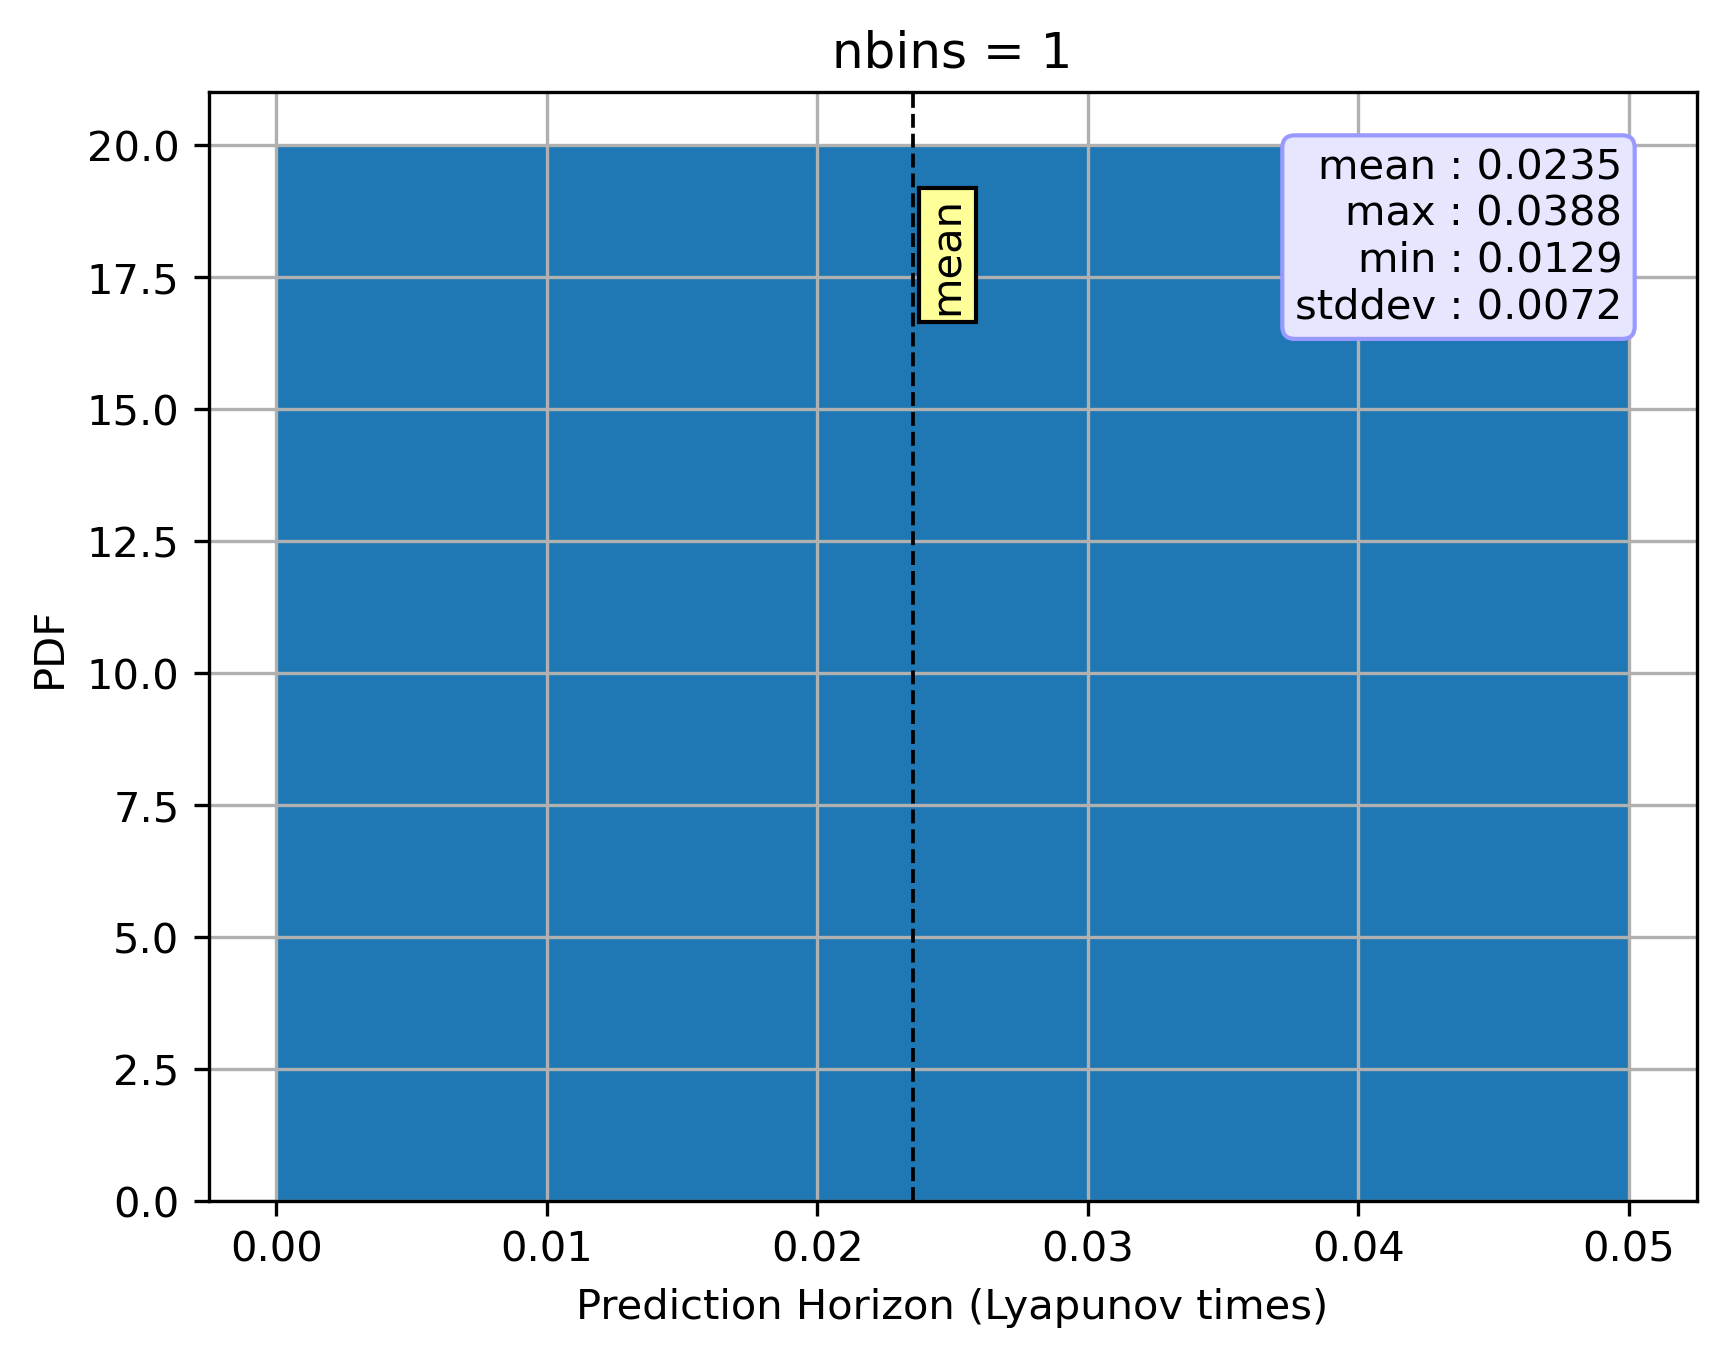 nbins = 1
mean : 0.0235
max : 0.0388
min : 0.0129
stddev : 0.0072
mean
PDF
20.0
17.5
15.0
12.5
10.0
7.5
5.0
2.5
0.0
0.00 0.01 0.02 0.03 0.04 0.05
Prediction Horizon (Lyapunov times)